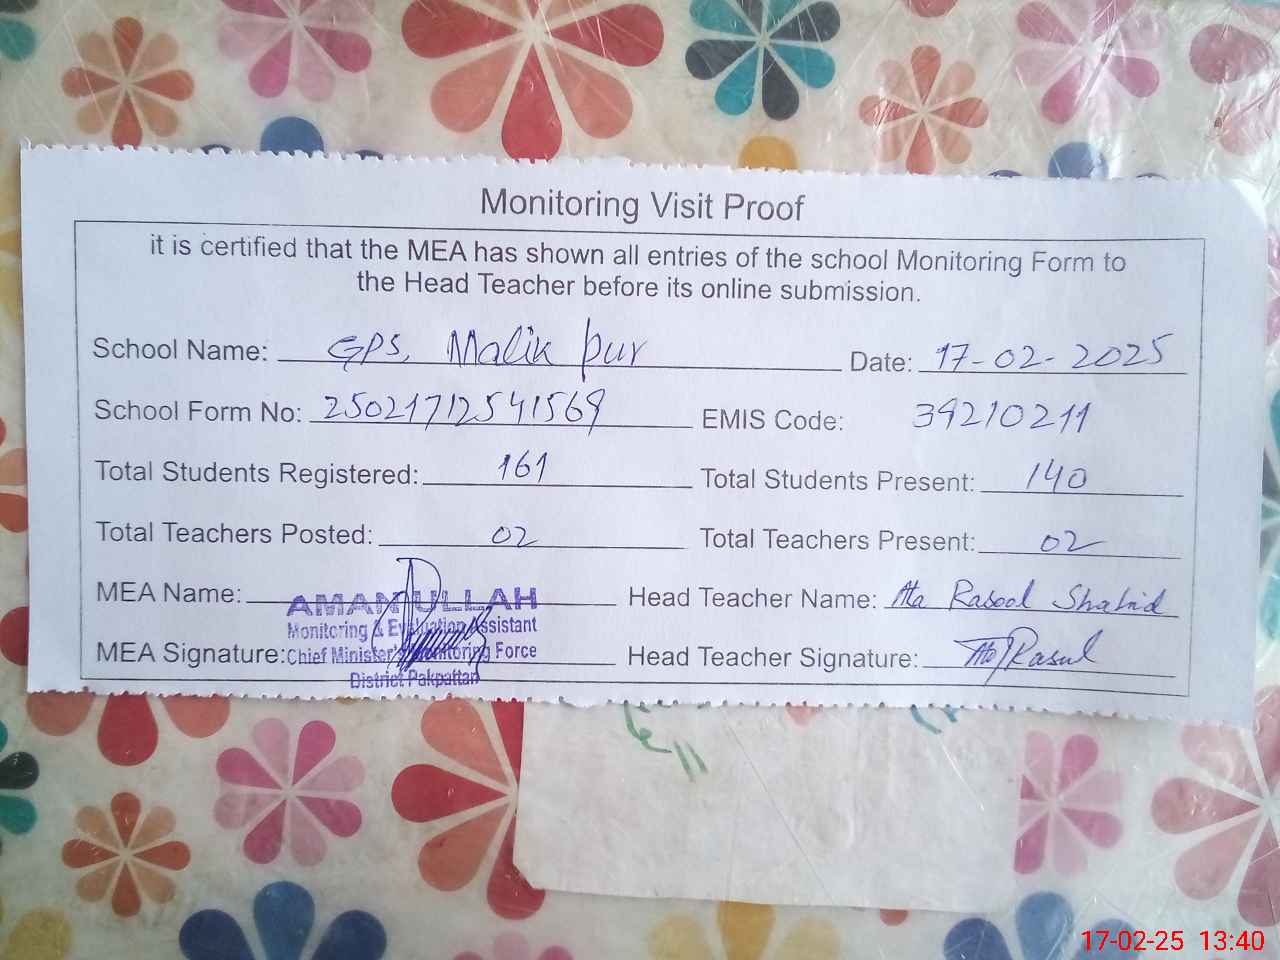 Monitoring Visit Proof
it is certified that the MEA has shown all entries of the school Monitoring Form to
the Head Teacher before its online submission.
School Name: GPS, Malik pur Date: 17-02-2025
School Form No: 25021712541569 EMIS Code: 39210211
Total Students Registered: 161 Total Students Present: 140
Total Teachers Posted: 02 Total Teachers Present: 02
MEA Name: AMANULLAH Head Teacher Name: Ata Rasool Shahid
Monitoring & Evaluation Assistant
MEA Signature: Chief Minister's Monitoring Force Head Teacher Signature: Ata Rasul
District Pakpattan
17-02-25 13:40